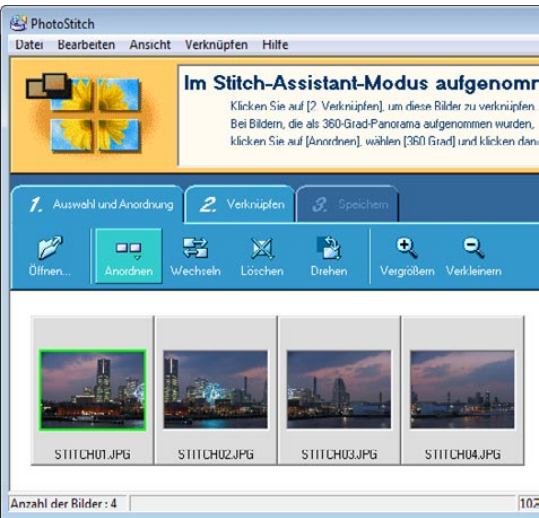 PhotoStitch
Datei Bearbeiten Ansicht Verknüpfen Hilfe
Im Stitch-Assistant-Modus aufgenomm
Klicken Sie auf [2. Verknüpfen], um diese Bilder zu verknüpfen.
Bei Bildern, die als 360-Grad-Panorama aufgenommen wurden,
klicken Sie auf [Anordnen], wählen [360 Grad] und klicken dan
1. Auswahl und Anordnung 2. Verknüpfen 3. Speichern
Öffnen... Anordnen Wechseln Löschen Drehen Vergrößern Verkleinern
STITCH01.JPG STITCH02.JPG STITCH03.JPG STITCH04.JPG
Anzahl der Bilder : 4